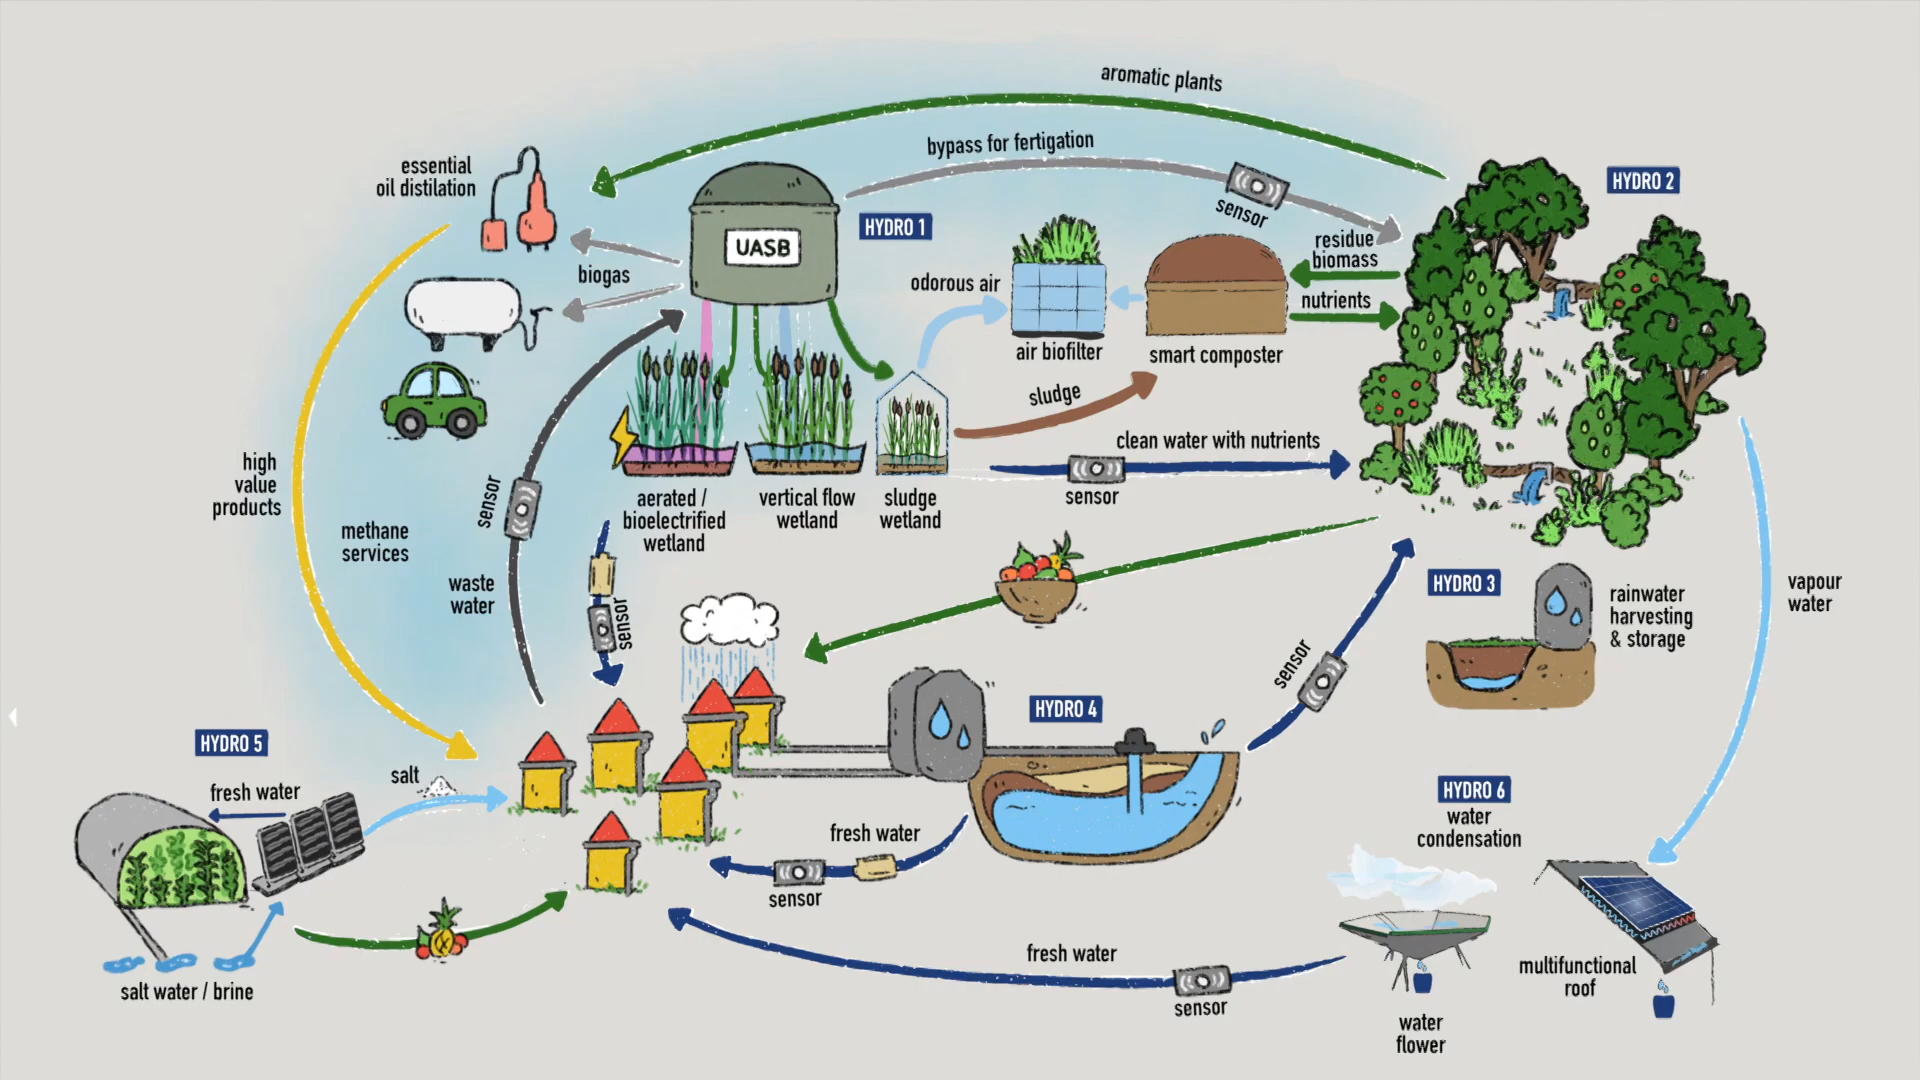 aromatic plants
bypass for fertigation
essential
oil distilation
HYDRO 2
sensor
HYDRO 1
UASB
residue
biomass
biogas
odorous air
nutrients
air biofilter
smart composter
sludge
clean water with nutrients
high
value
products
sensor
sensor
aerated /
bioelectrified
wetland
vertical flow
wetland
sludge
wetland
methane
services
waste
water
sensor
HYDRO 3
rainwater
harvesting
& storage
vapour
water
sensor
HYDRO 4
HYDRO 5
salt
fresh water
HYDRO 6
water
condensation
fresh water
sensor
fresh water
sensor
salt water / brine
multifunctional
roof
water
flower